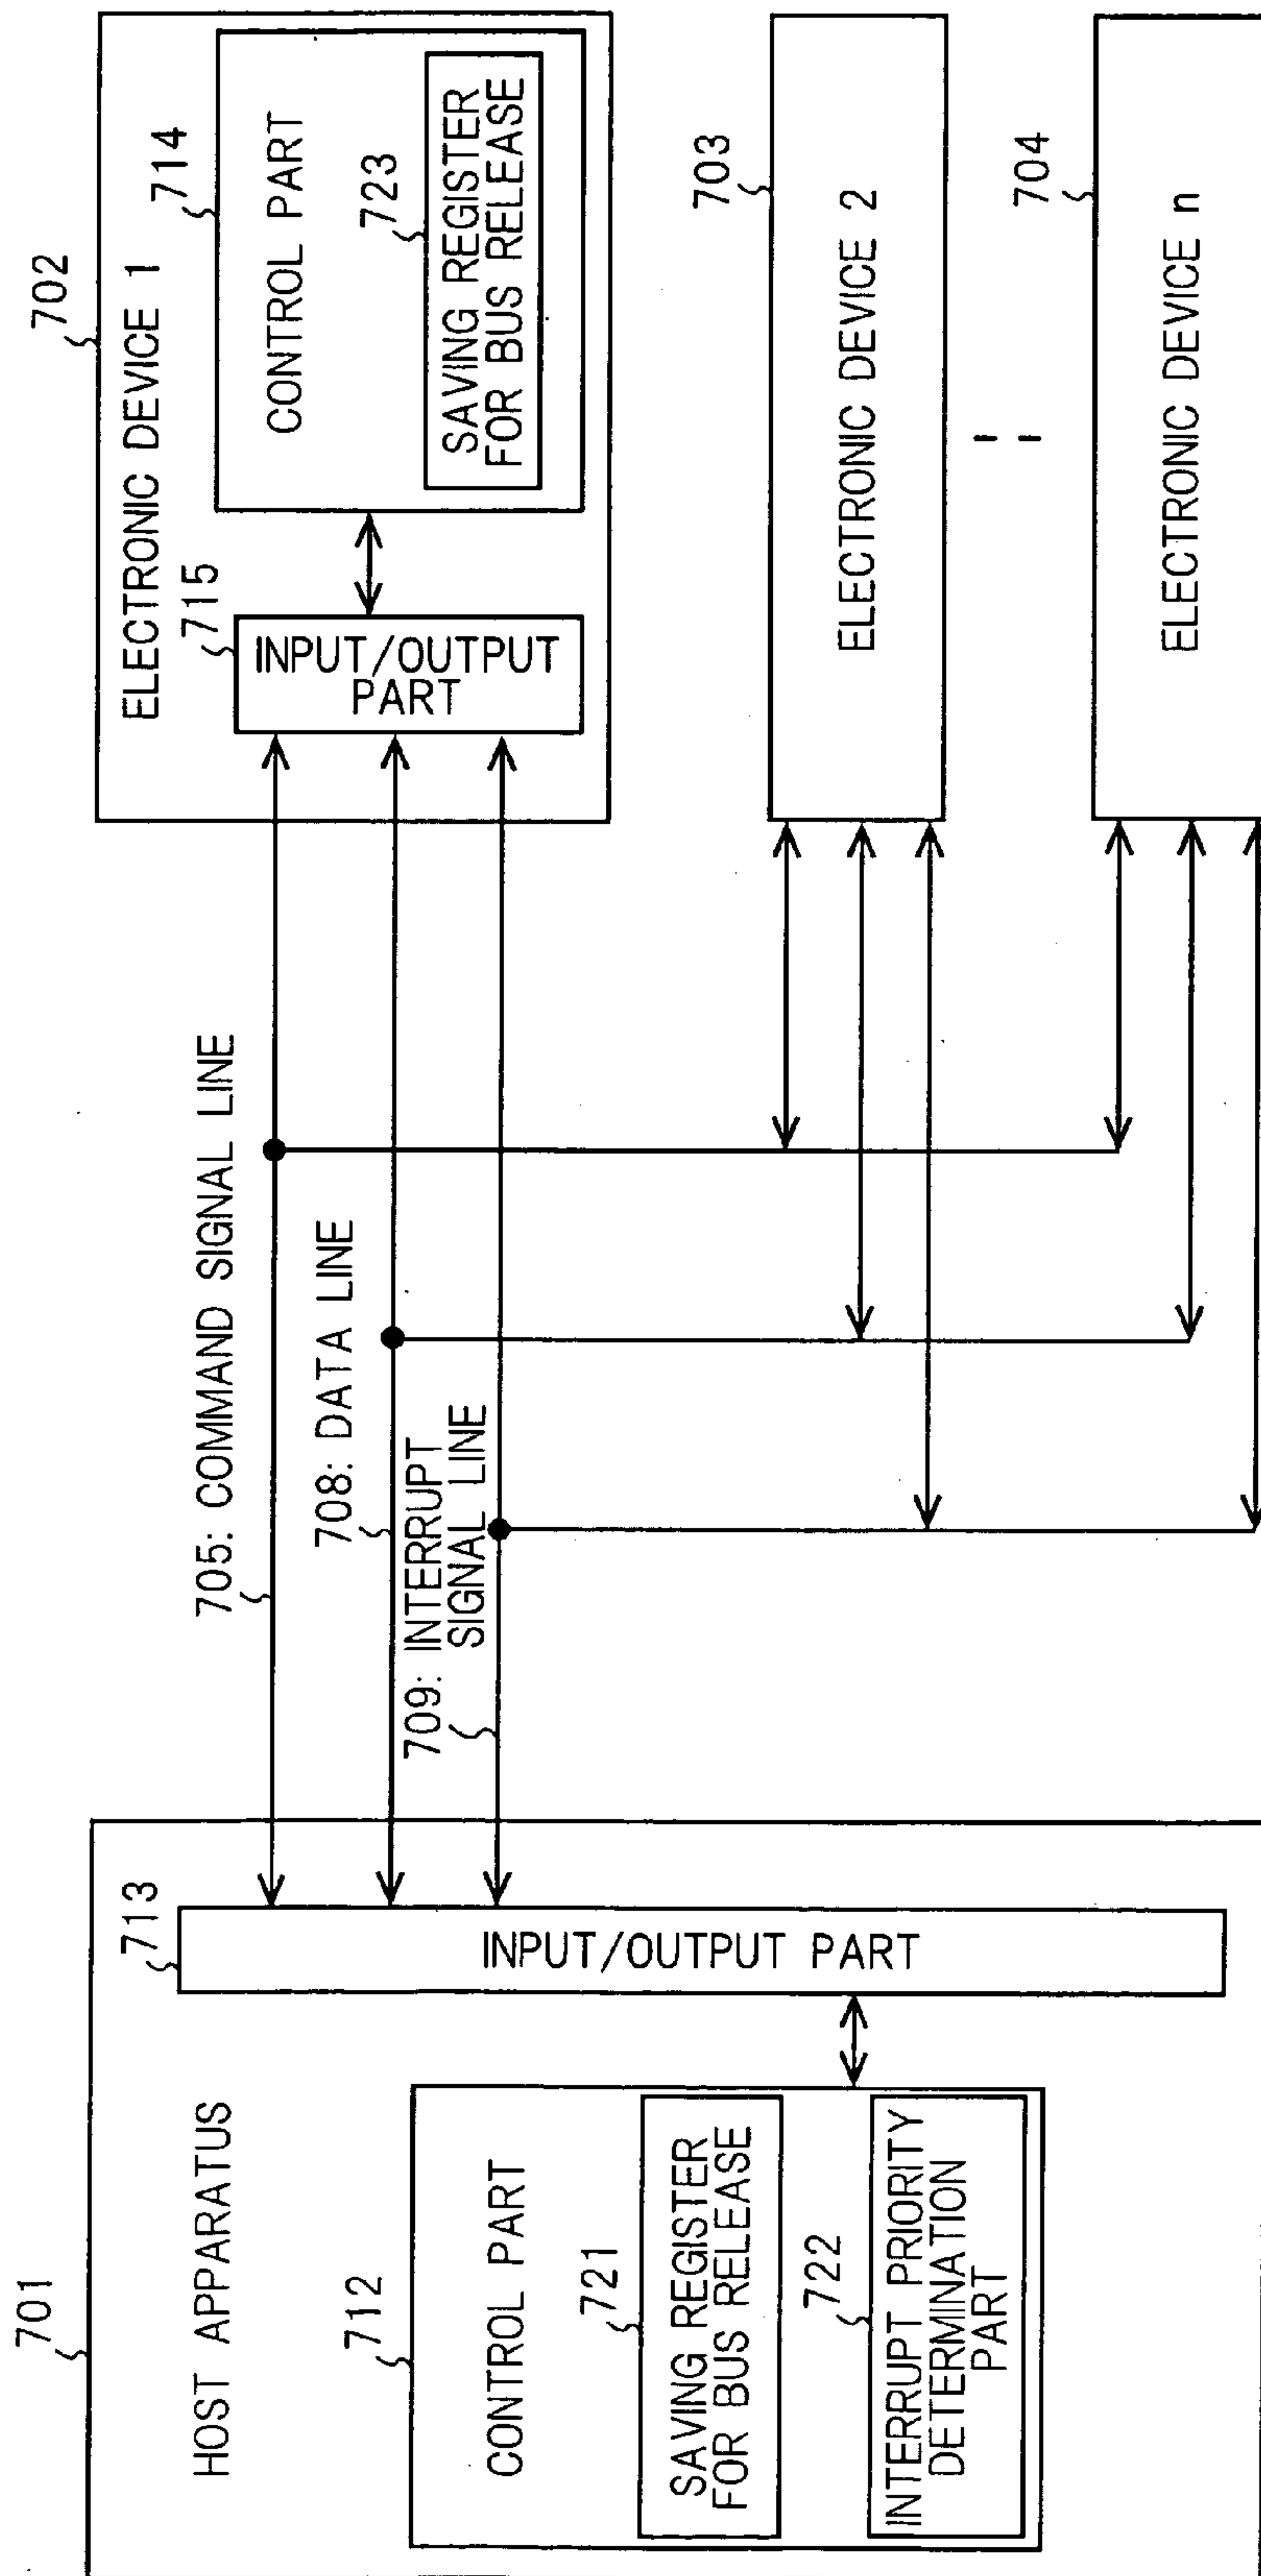 701
HOST APPARATUS
712
CONTROL PART
721
SAVING REGISTER
FOR BUS RELEASE
722
INTERRUPT PRIORITY
DETERMINATION
PART
713
INPUT/OUTPUT PART
705: COMMAND SIGNAL LINE
708: DATA LINE
709: INTERRUPT
SIGNAL LINE
702
ELECTRONIC DEVICE 1
715
INPUT/OUTPUT
PART
714
CONTROL PART
723
SAVING REGISTER
FOR BUS RELEASE
703
ELECTRONIC DEVICE 2
704
ELECTRONIC DEVICE n